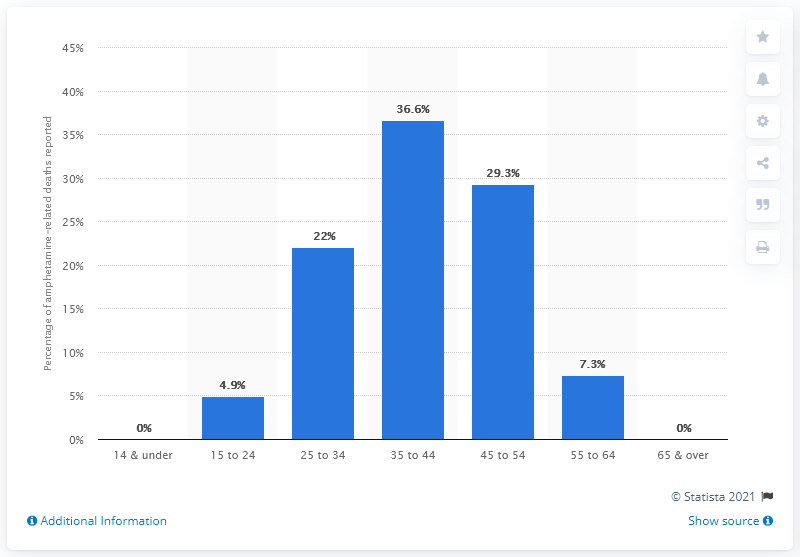 Percentage of amphetamine-related deaths reported
45%
40%
35%
30%
25%
20%
15%
10%
5%
0%
0%
4.9%
22%
36.6%
29.3%
7.3%
0%
14 & under
15 to 24
25 to 34
35 to 44
45 to 54
55 to 64
65 & over
© Statista 2021
Additional Information
Show source